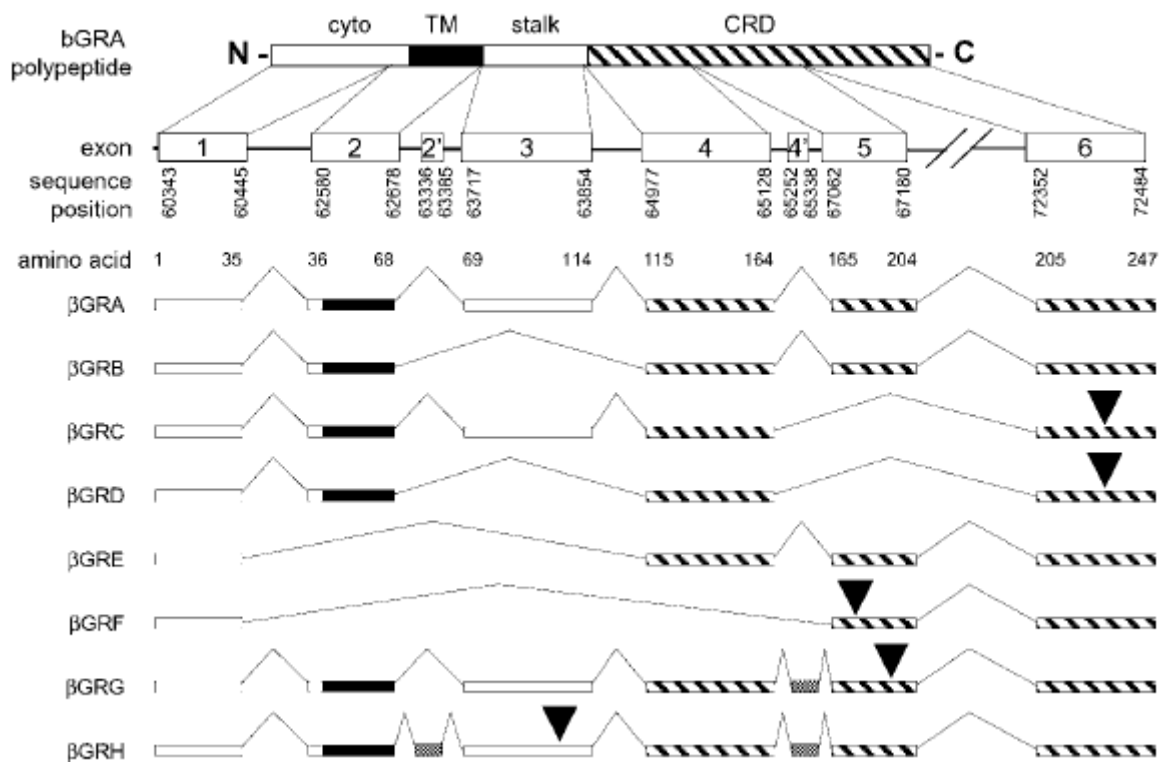 cyto TM stalk CRD
bGRA polypeptide
N - - C
exon 1 2 2' 3 4 4' 5 6
sequence position 60343 60445 62580 62678 63336 63385 63717 63854 64977 65128 65252 65338 67062 67180 72352 72484
amino acid 1 35 36 68 69 114 115 164 165 204 205 247
βGRA
βGRB
βGRC
βGRD
βGRE
βGRF
βGRG
βGRH